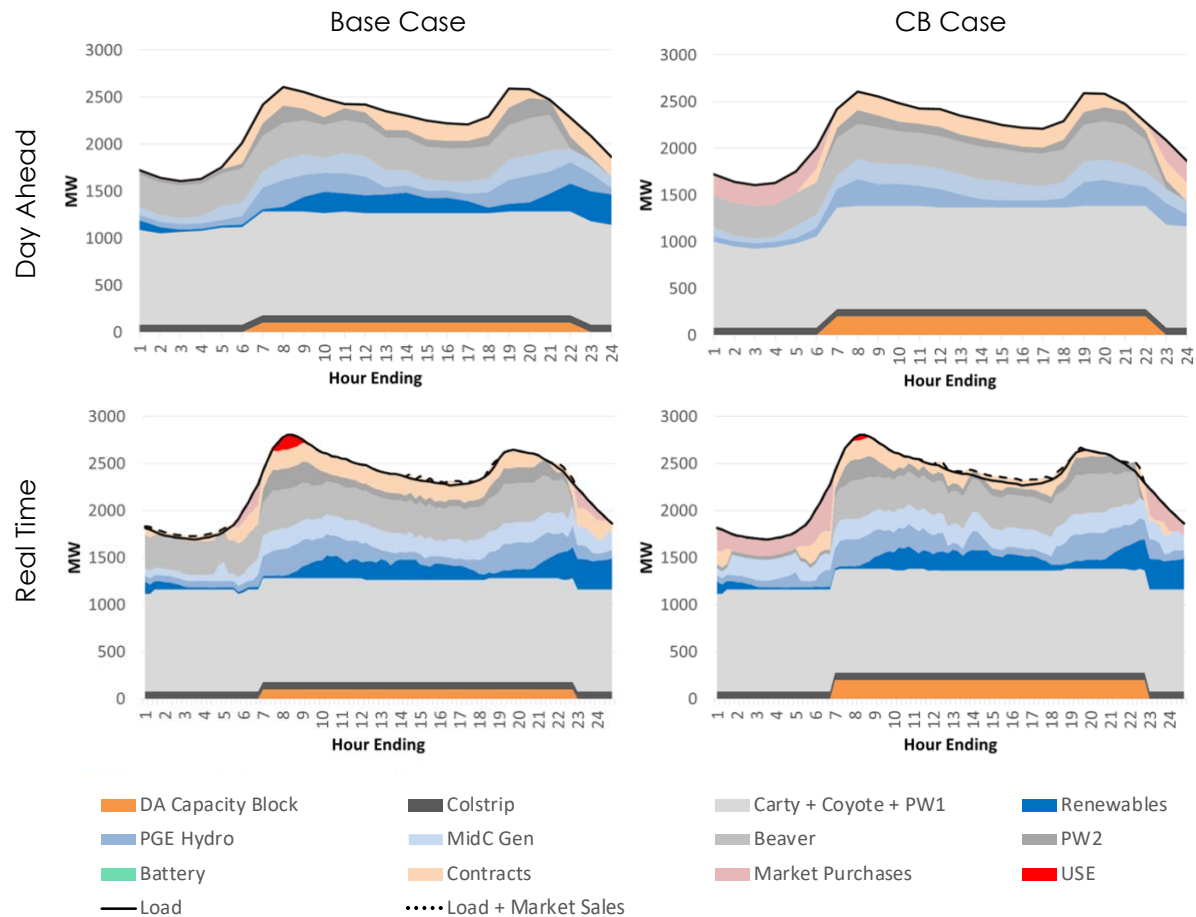 Base Case
CB Case
Day Ahead
MW
3000
2500
2000
1500
1000
500
0
1 2 3 4 5 6 7 8 9 10 11 12 13 14 15 16 17 18 19 20 21 22 23 24
Hour Ending
MW
3000
2500
2000
1500
1000
500
0
1 2 3 4 5 6 7 8 9 10 11 12 13 14 15 16 17 18 19 20 21 22 23 24
Hour Ending
Real Time
MW
3000
2500
2000
1500
1000
500
0
1 2 3 4 5 6 7 8 9 10 11 12 13 14 15 16 17 18 19 20 21 22 23 24
Hour Ending
MW
3000
2500
2000
1500
1000
500
0
1 2 3 4 5 6 7 8 9 10 11 12 13 14 15 16 17 18 19 20 21 22 23 24
Hour Ending
DA Capacity Block
Colstrip
Carty + Coyote + PW1
Renewables
PGE Hydro
MidC Gen
Beaver
PW2
Battery
Contracts
Market Purchases
USE
Load
Load + Market Sales